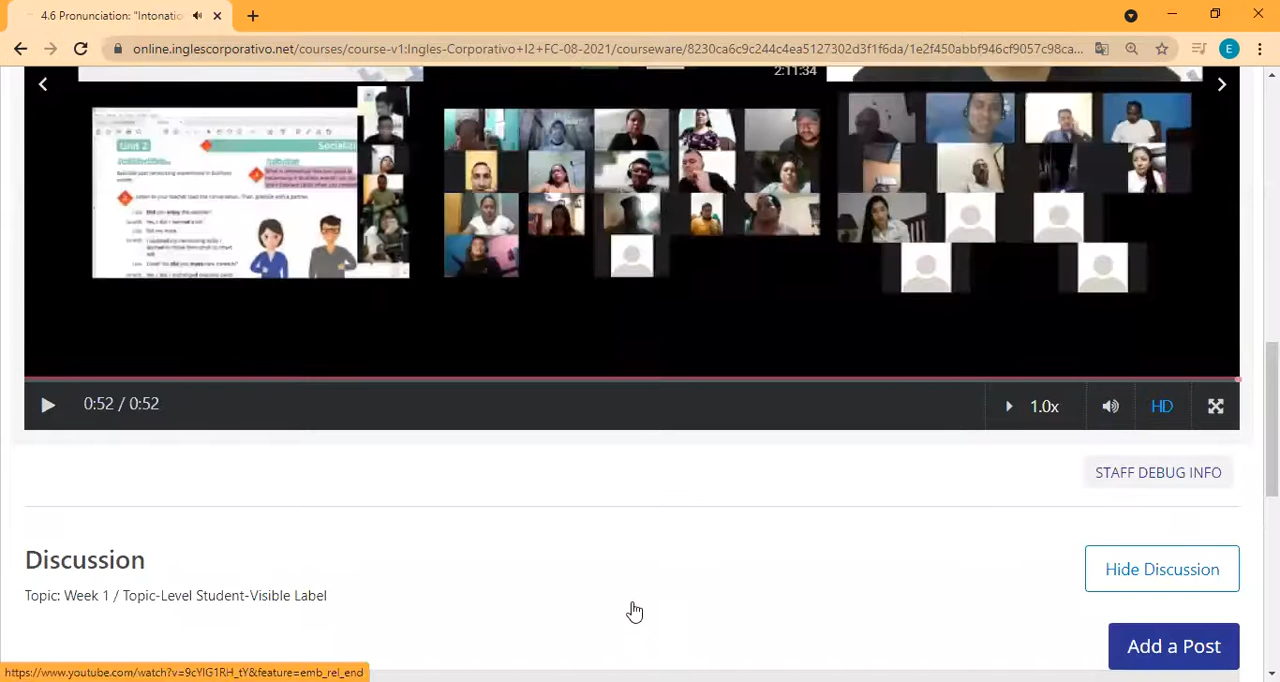 4.6 Pronunciation: "Intonatio
online.inglescorporativo.net/courses/course-v1:Ingles-Corporativo+I2+FC-08-2021/courseware/8230ca6c9c244c4ea5127302d3f1f6da/1e2f450abbf946cf9057c98ca...
E
2:11:34
Unit 2
Socializi
0:52 / 0:52
1.0x
HD
STAFF DEBUG INFO
Discussion
Hide Discussion
Topic: Week 1 / Topic-Level Student-Visible Label
Add a Post
https://www.youtube.com/watch?v=9cYIG1RH_tY&feature=emb_rel_end